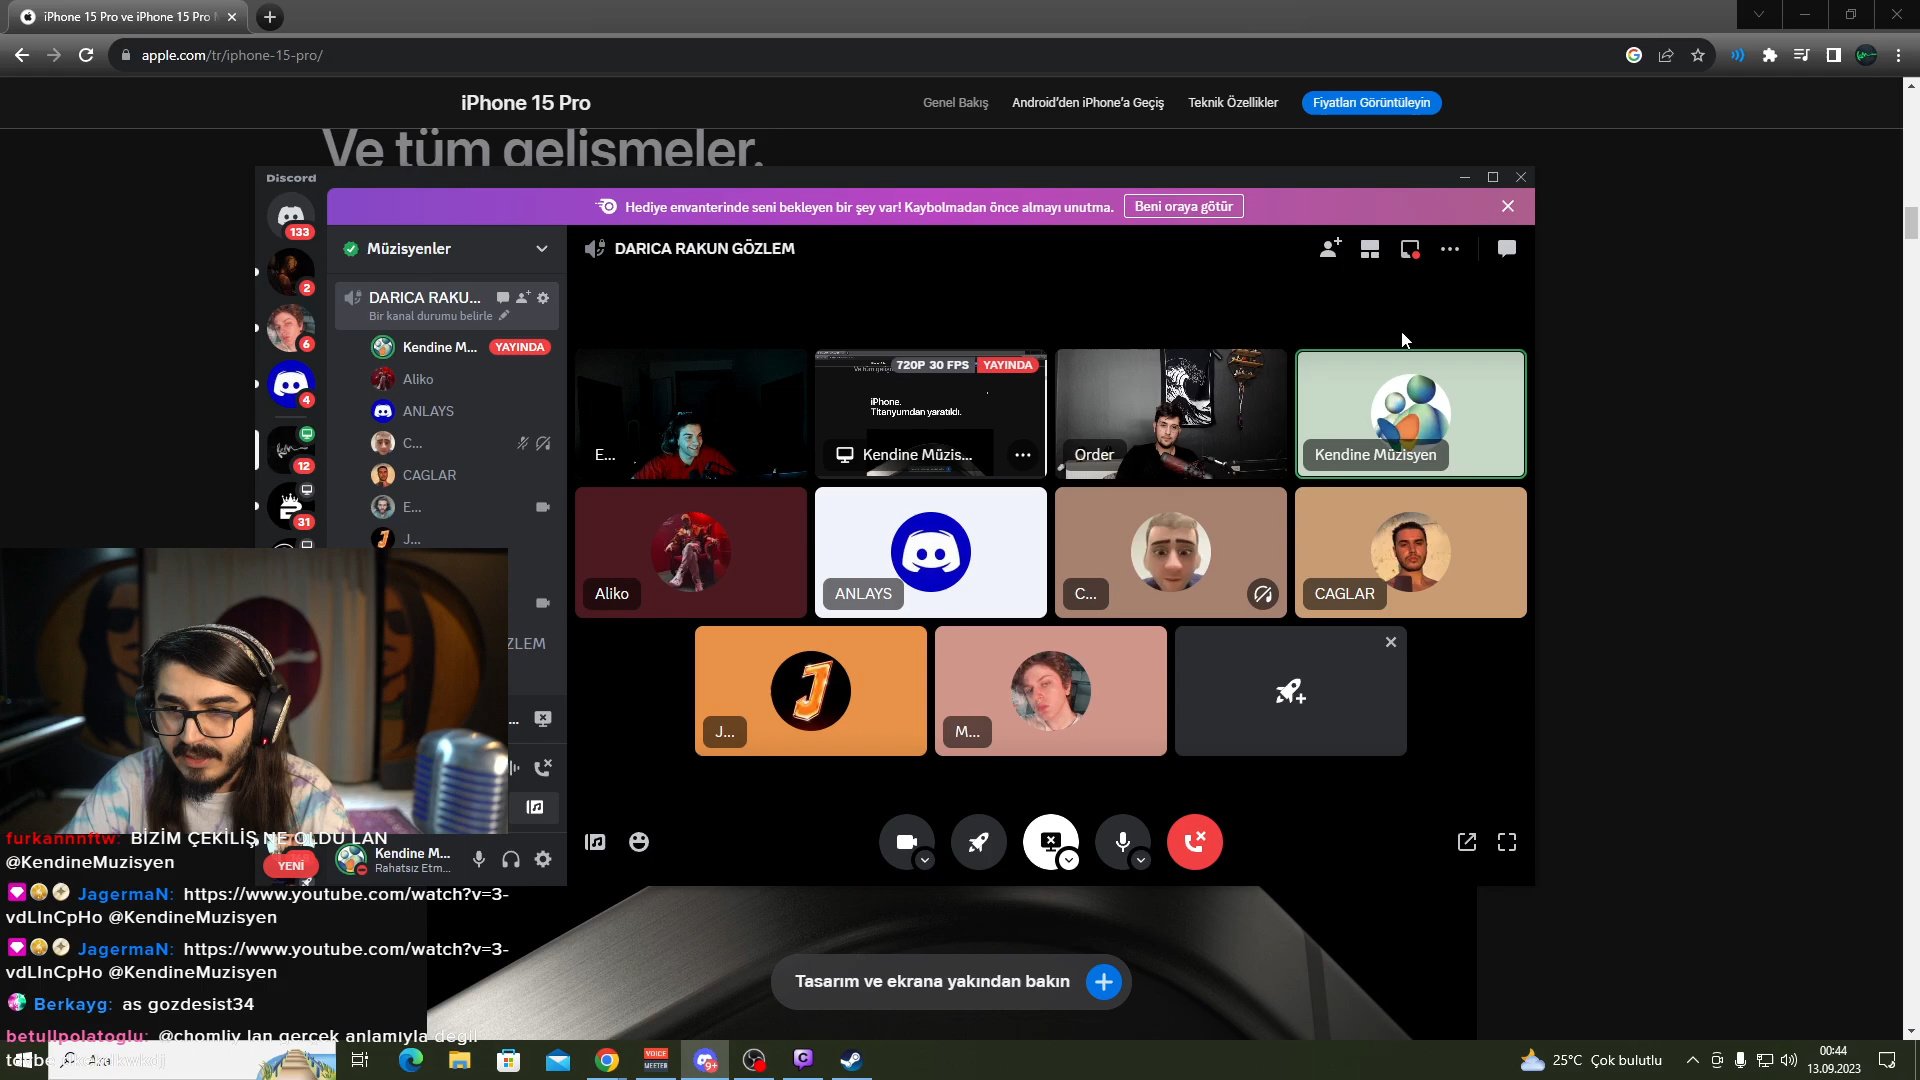 iPhone 15 Pro ve iPhone 15 Pro
apple.com/tr/iphone-15-pro/
iPhone 15 Pro
Genel Bakış
Android'den iPhone'a Geçiş
Teknik Özellikler
Fiyatları Görüntüleyin
Ve tüm gelişmeler.
Discord
Hediye envanterinde seni bekleyen bir şey var! Kaybolmadan önce almayı unutma.
Beni oraya götür
133
2
6
4
12
31
Müzisyenler
DARICA RAKUN GÖZLEM
DARICA RAKU...
Bir kanal durumu belirle
Kendine M...
YAYINDA
Aliko
ANLAYS
C...
CAGLAR
E...
J...
ZLEM
E...
720P 30 FPS
YAYINDA
iPhone.
Titanyumdan yaratıldı.
Kendine Müzis...
Order
Kendine Müzisyen
Aliko
ANLAYS
C...
CAGLAR
J
J...
M...
YENİ
Kendine M...
Rahatsız Etm...
furkannnftw: BİZİM ÇEKİLİŞ NE OLDU LAN
@KendineMuzisyen
JagermaN: https://www.youtube.com/watch?v=3-
vdLInCpHo @KendineMuzisyen
JagermaN: https://www.youtube.com/watch?v=3-
vdLInCpHo @KendineMuzisyen
Berkayg: as gozdesist34
betullpolatoglu: @chomliy lan gercek anlamıyla degil
Tasarım ve ekrana yakından bakın
Ara
VOICE
MEETER
9+
25°C Çok bulutlu
00:44
13.09.2023